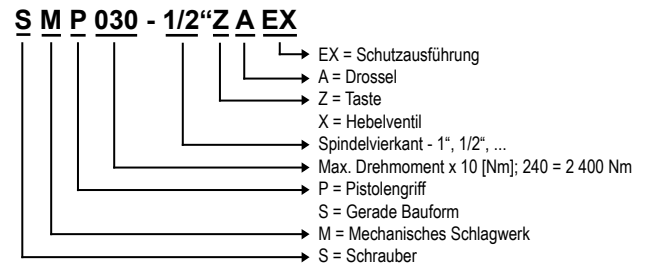 S M P 030 - 1/2“Z A EX
EX = Schutzausführung
A = Drossel
Z = Taste
X = Hebelventil
Spindelvierkant - 1“, 1/2“, ...
Max. Drehmoment x 10 [Nm]; 240 = 2 400 Nm
P = Pistolengriff
S = Gerade Bauform
M = Mechanisches Schlagwerk
S = Schrauber